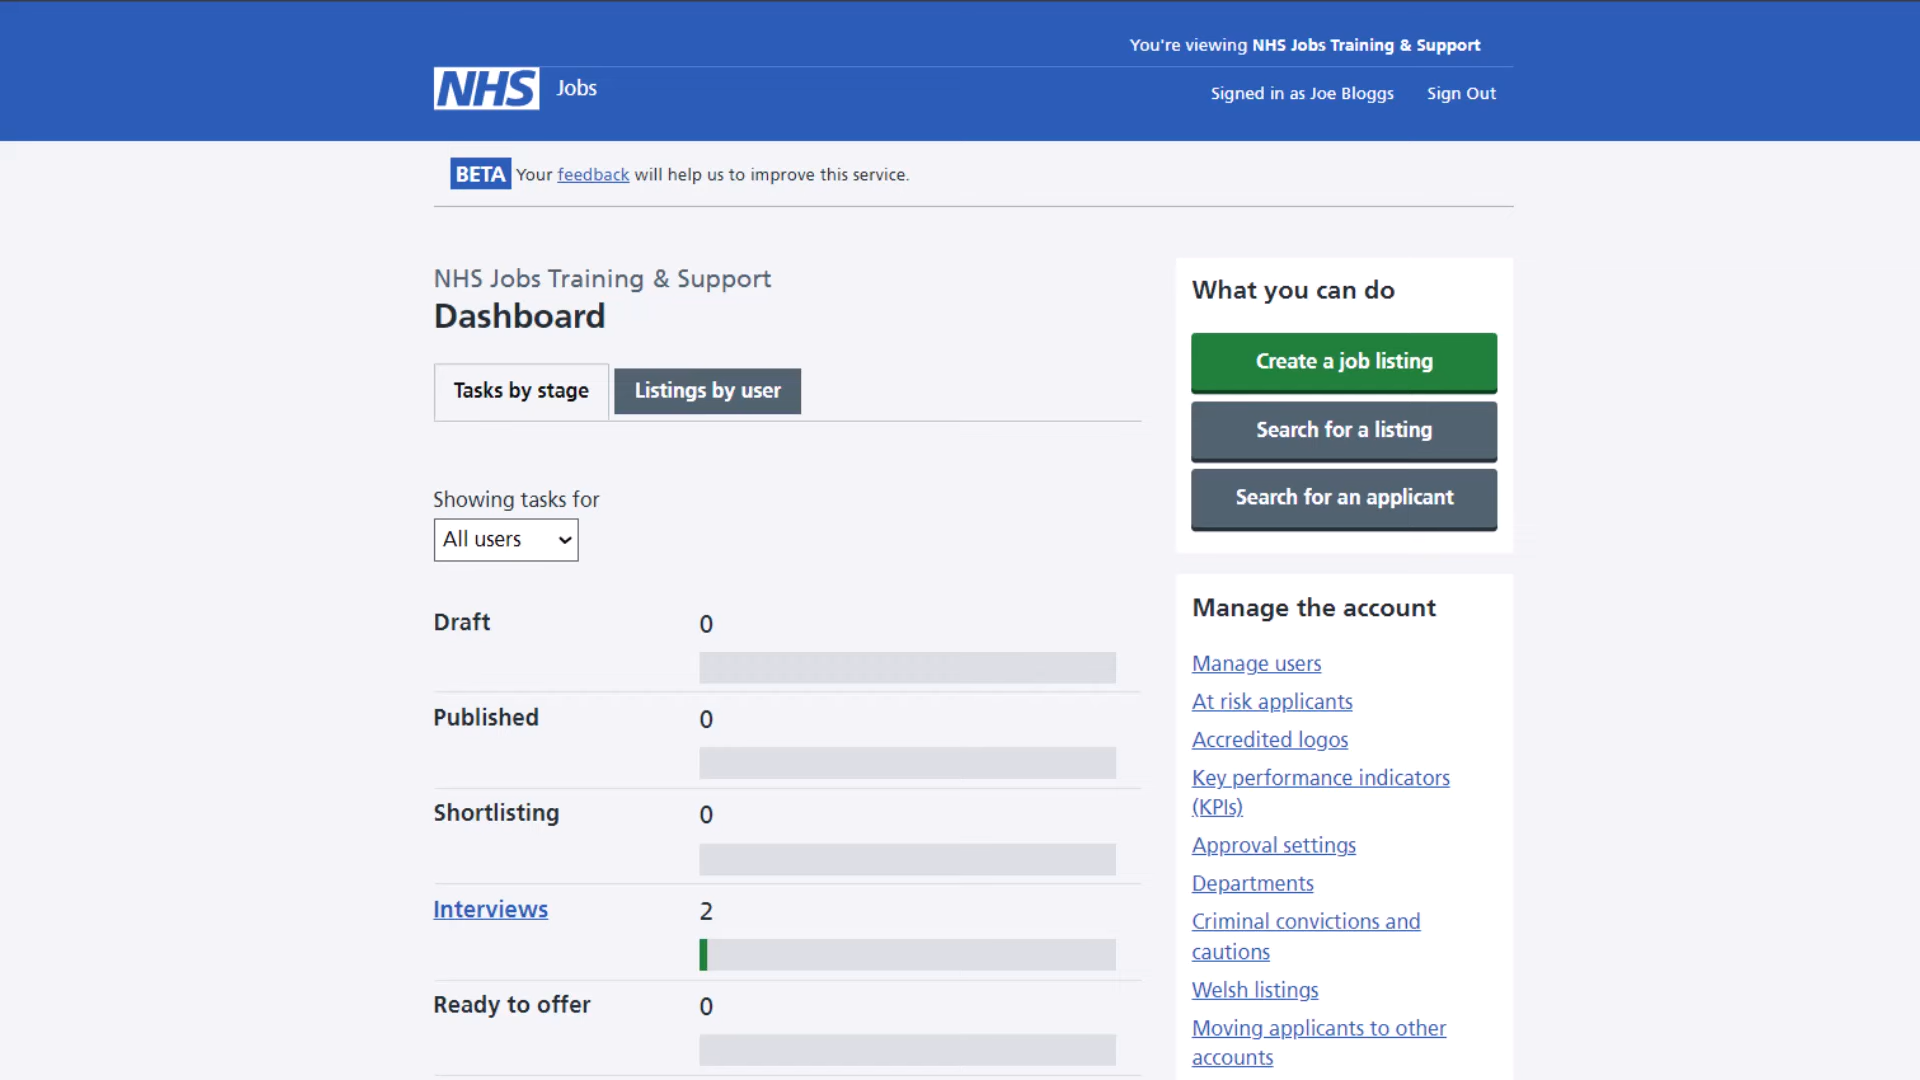 You're viewing NHS Jobs Training & Support
NHS Jobs
Signed in as Joe Bloggs Sign Out
BETA Your feedback will help us to improve this service.
NHS Jobs Training & Support
Dashboard
Tasks by stage Listings by user
Showing tasks for
All users
Draft 0
Published 0
Shortlisting 0
Interviews 2
Ready to offer 0
What you can do
Create a job listing
Search for a listing
Search for an applicant
Manage the account
Manage users
At risk applicants
Accredited logos
Key performance indicators
(KPIs)
Approval settings
Departments
Criminal convictions and
cautions
Welsh listings
Moving applicants to other
accounts